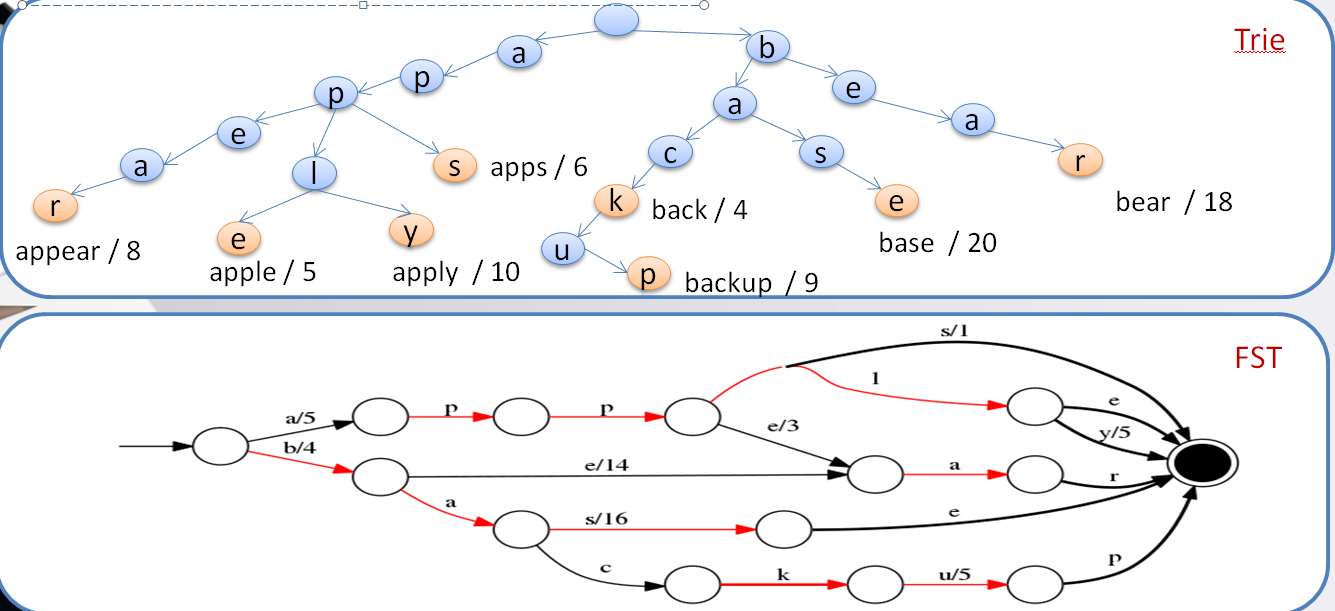 Trie
b
a
p
e
p
a
a
e
c
s
s
apps / 6
r
a
l
k
back / 4
e
bear / 18
r
y
e
u
base / 20
appear / 8
apple / 5
apply / 10
p
backup / 9
s/1
FST
l
a/5
p
p
e
e/3
y/5
b/4
e/14
a
r
a
s/16
e
c
k
u/5
p